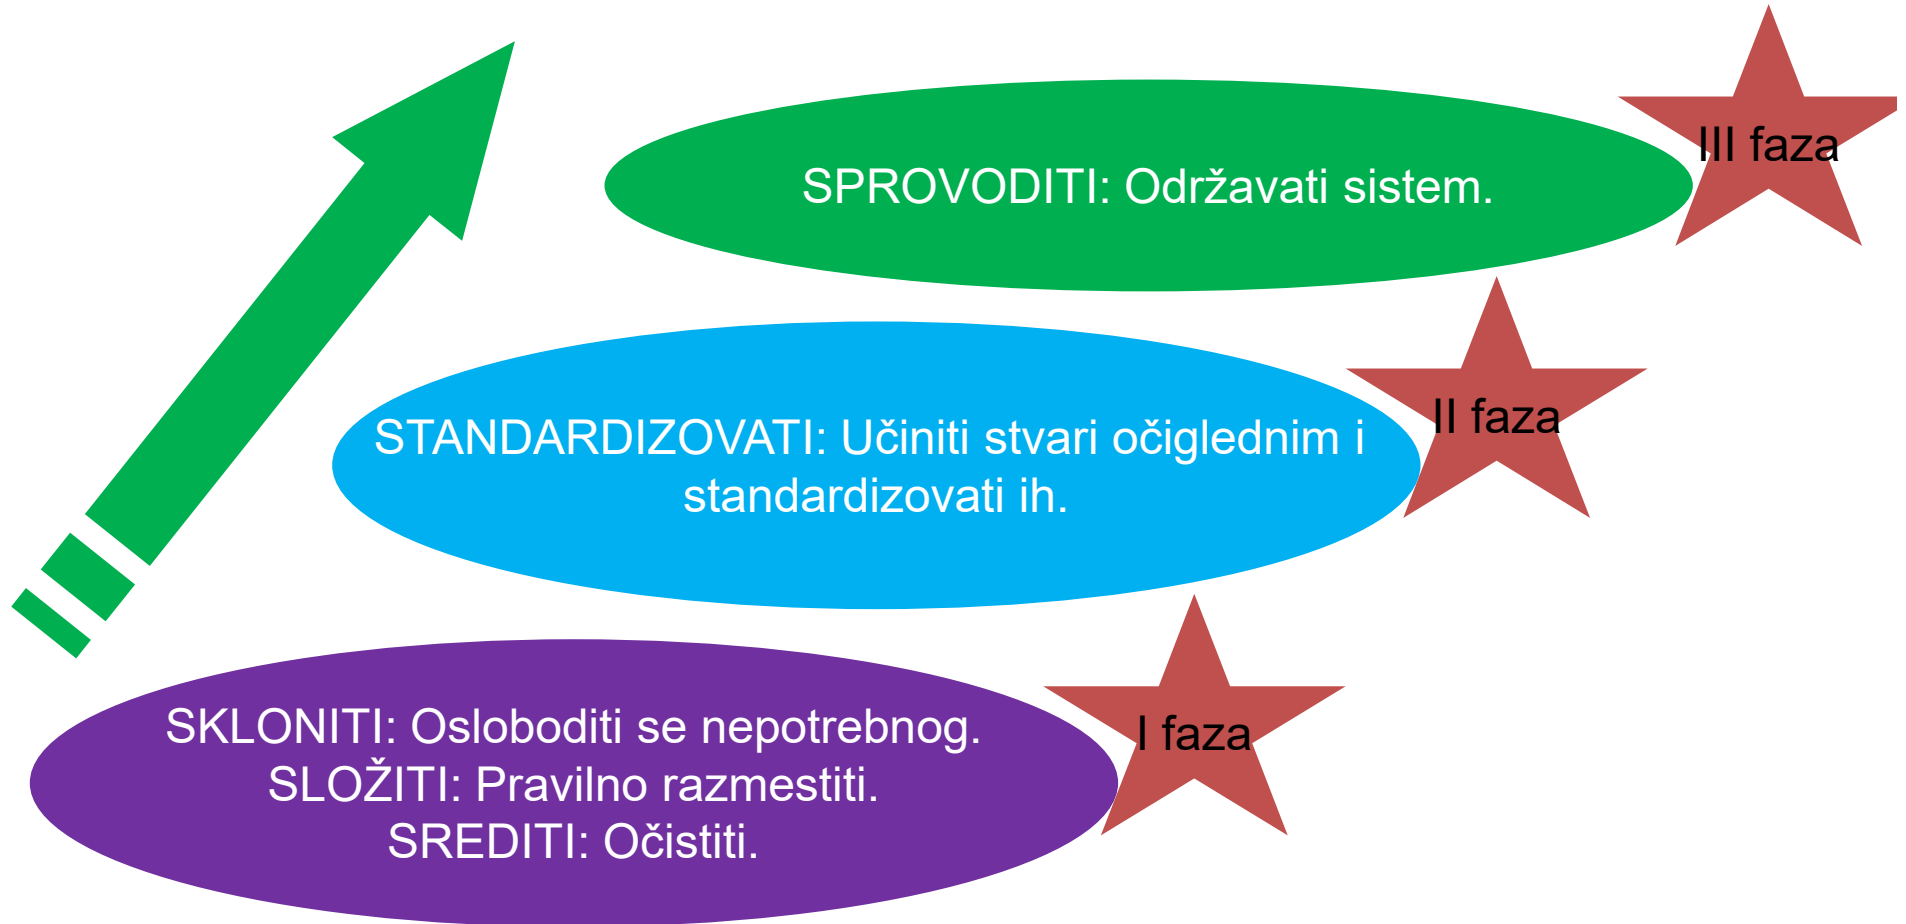 III faza
SPROVODITI: Održavati sistem.
II faza
STANDARDIZOVATI: Učiniti stvari očiglednim i
standardizovati ih.
I faza
SKLONITI: Osloboditi se nepotrebnog.
SLOŽITI: Pravilno razmestiti.
SREDITI: Očistiti.